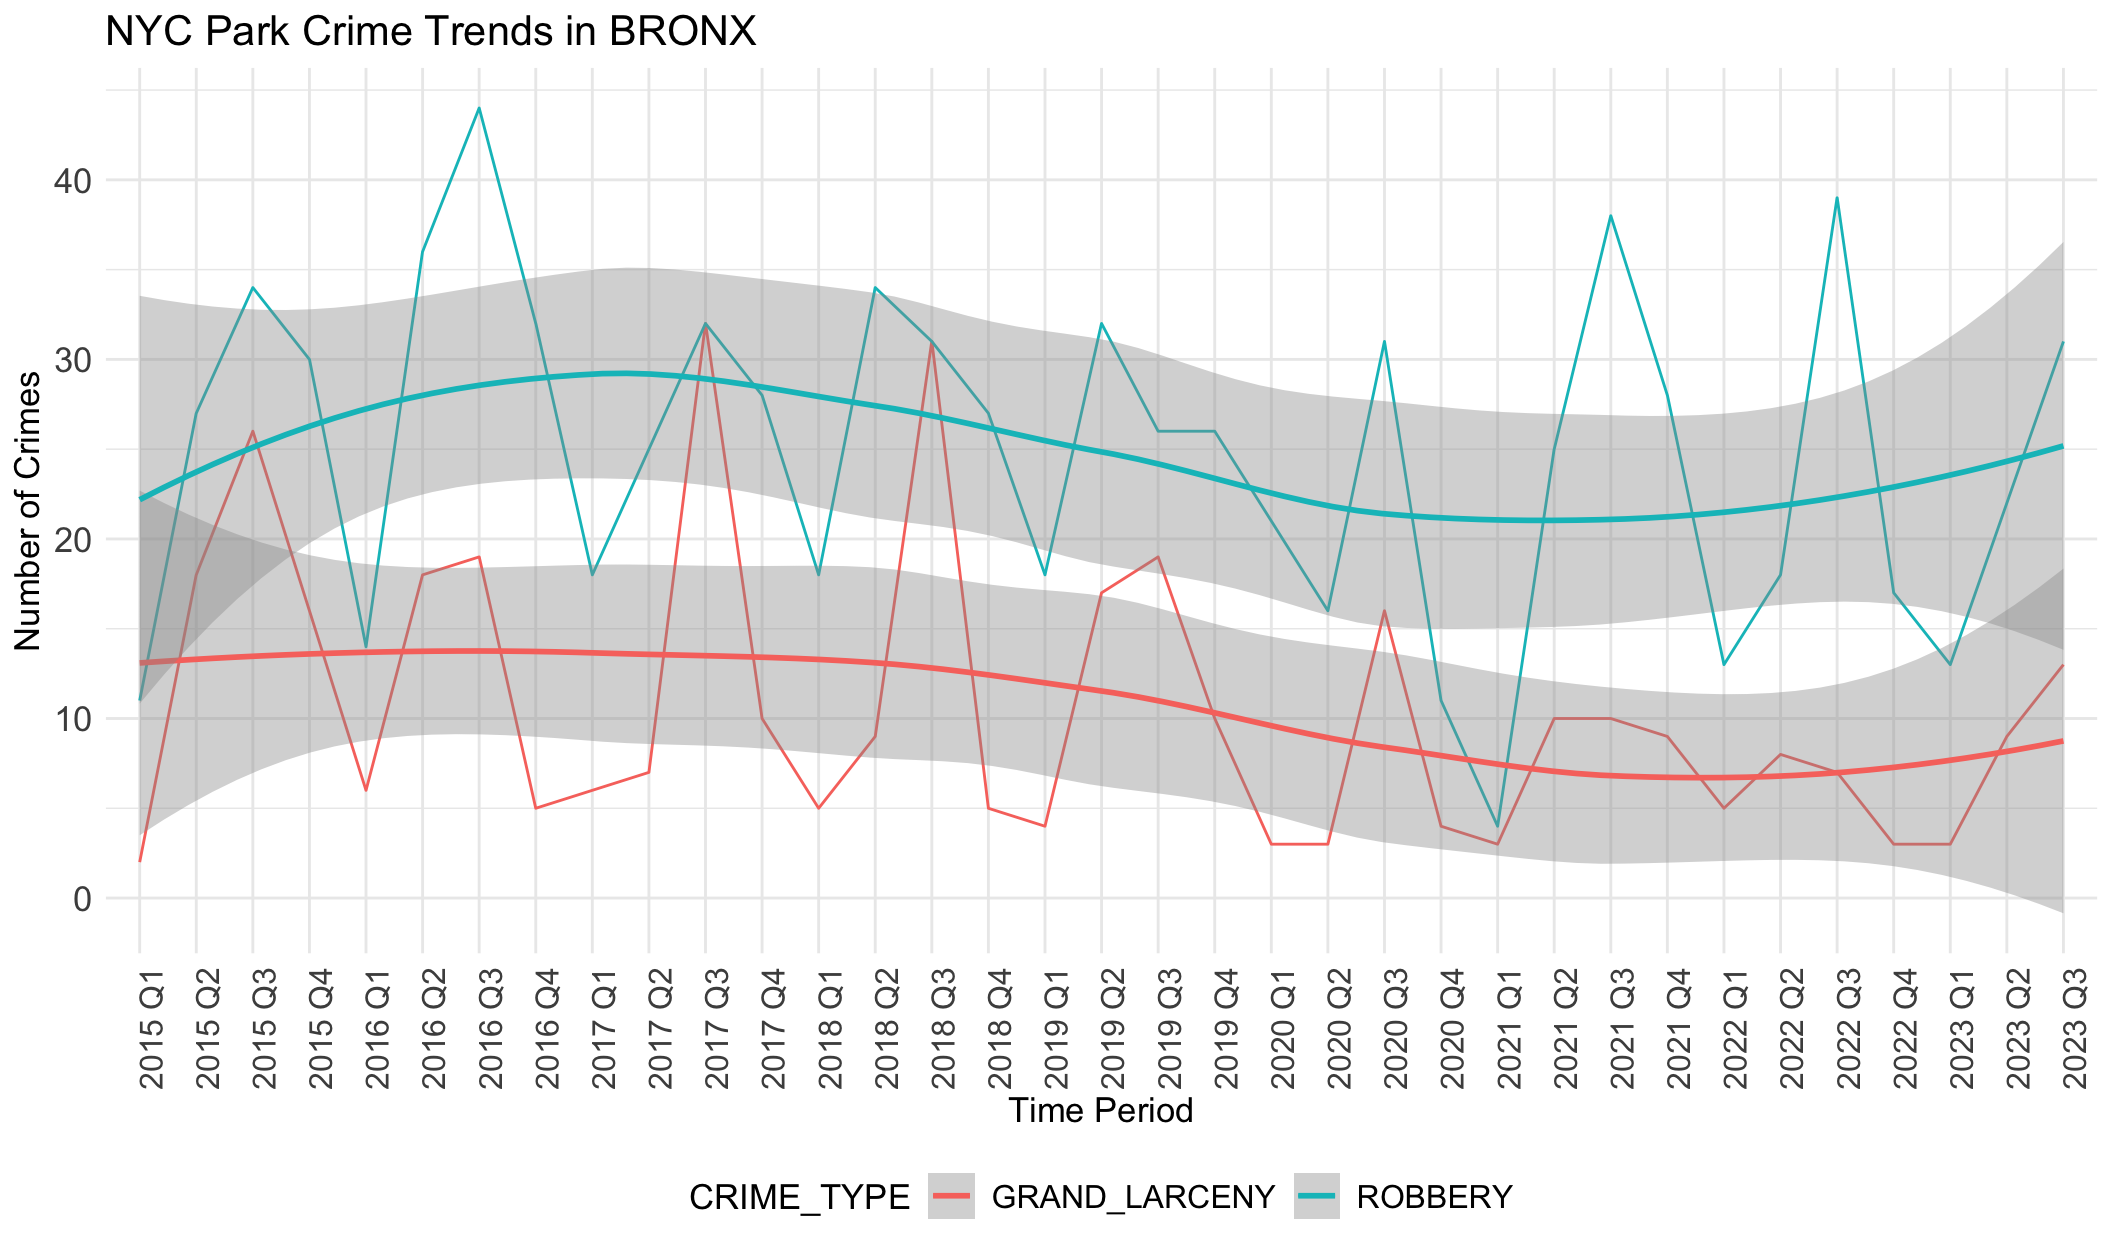 NYC Park Crime Trends in BRONX
Number of Crimes
40
30
20
10
0
2015 Q1
2015 Q2
2015 Q3
2015 Q4
2016 Q1
2016 Q2
2016 Q3
2016 Q4
2017 Q1
2017 Q2
2017 Q3
2017 Q4
2018 Q1
2018 Q2
2018 Q3
2018 Q4
2019 Q1
2019 Q2
2019 Q3
2019 Q4
2020 Q1
2020 Q2
2020 Q3
2020 Q4
2021 Q1
2021 Q2
2021 Q3
2021 Q4
2022 Q1
2022 Q2
2022 Q3
2022 Q4
2023 Q1
2023 Q2
2023 Q3
Time Period
CRIME_TYPE GRAND_LARCENY ROBBERY